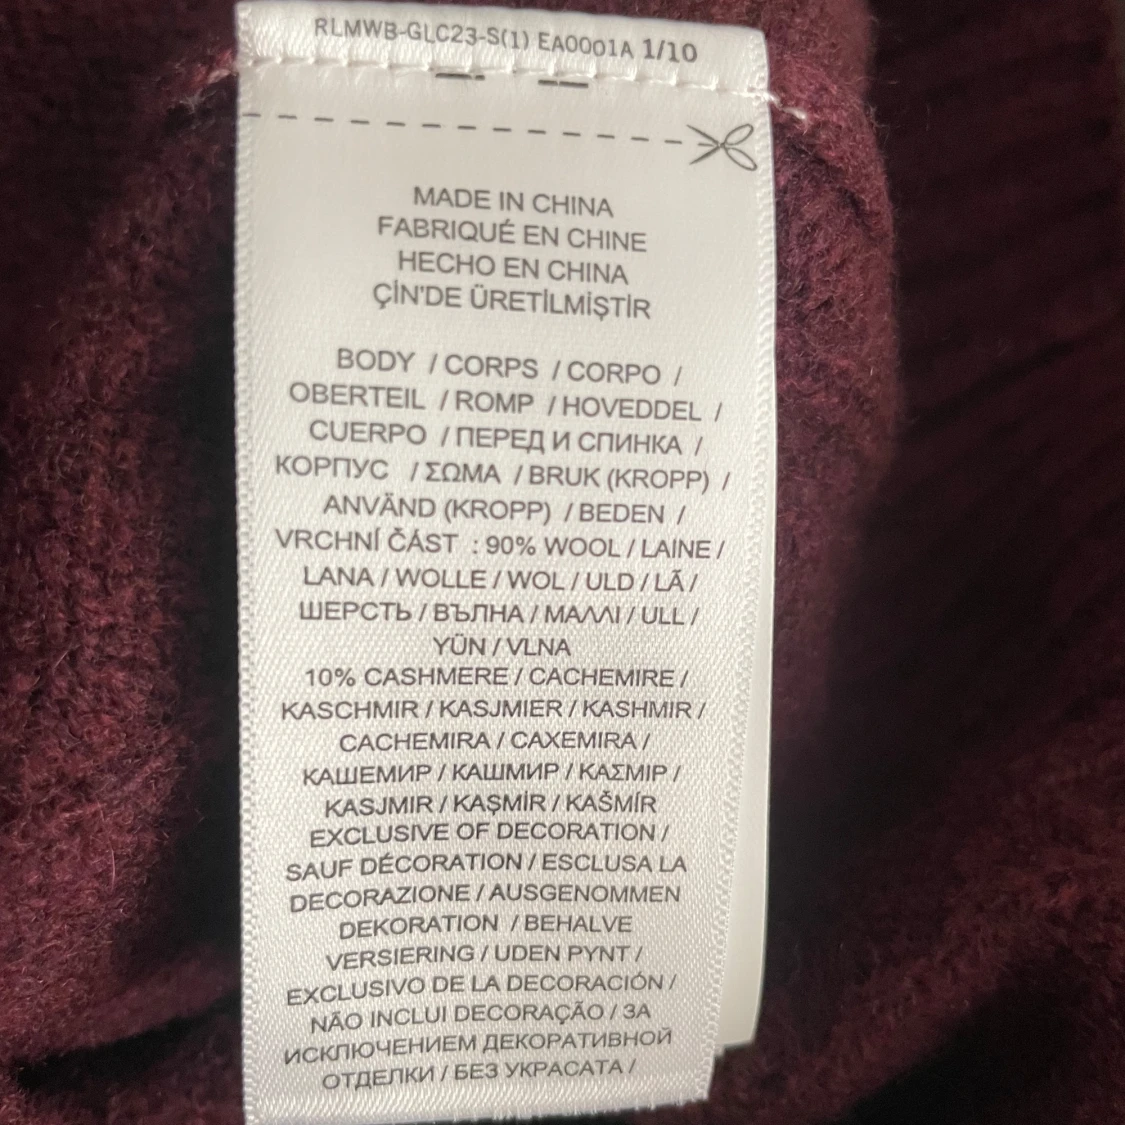 RLMWB-GLC23-S(1) EA0001A 1/10
MADE IN CHINA
FABRIQUÉ EN CHINE
HECHO EN CHINA
ÇİN'DE ÜRETİLMİŞTİR
BODY / CORPS / CORPO /
OBERTEIL / ROMP / HOVEDDEL /
CUERPO / ПЕРЕД И СПИНКА /
КОРПУС / ΣΩΜΑ / BRUK (KROPP) /
ANVÄND (KROPP) / BEDEN /
VRCHNÍ ČÁST : 90% WOOL / LAINE /
LANA / WOLLE / WOL / ULD / LÃ /
ШЕРСТЬ / ВЪЛНА / ΜΑΛΛΙ / ULL /
YÜN / VLNA
10% CASHMERE / CACHEMIRE /
KASCHMIR / KASJMIER / KASHMIR /
CACHEMIRA / CAXEMIRA /
КАШЕМИР / КАШМИР / ΚΑΣΜΙΡ /
KASJMIR / KAŞMİR / KAŠMÍR
EXCLUSIVE OF DECORATION /
SAUF DÉCORATION / ESCLUSA LA
DECORAZIONE / AUSGENOMMEN
DEKORATION / BEHALVE
VERSIERING / UDEN PYNT /
EXCLUSIVO DE LA DECORACIÓN /
NÃO INCLUI DECORAÇÃO / ЗА
ИСКЛЮЧЕНИЕМ ДЕКОРАТИВНОЙ
ОТДЕЛКИ / БЕЗ УКРАСАТА /